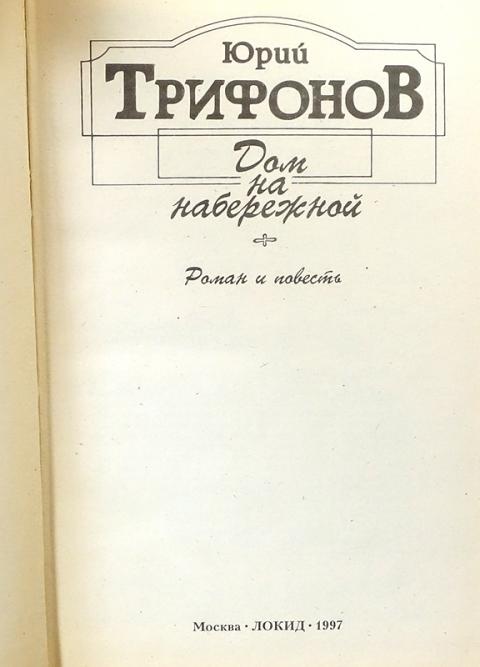 Юрий
ТРИФОНОВ
Дом
на
набережной
Роман и повесть
Москва · ЛОКИД · 1997